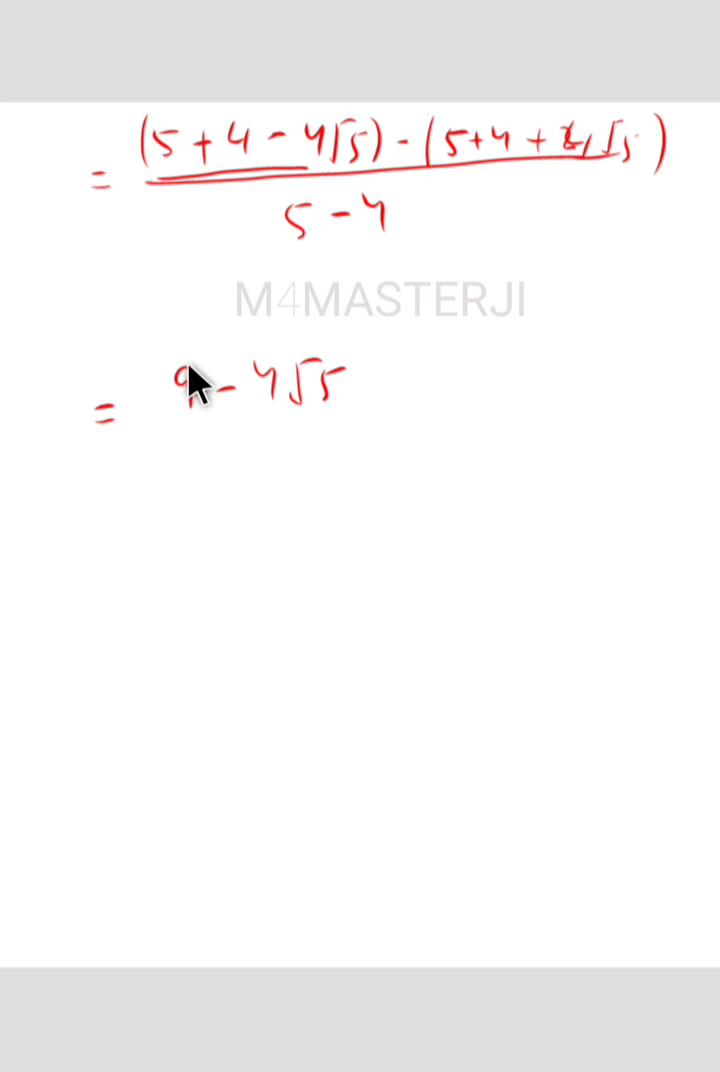 = (5+4-4√5)-(5+4+4√5)
5-4
M4MASTERJI
= 9-4√5